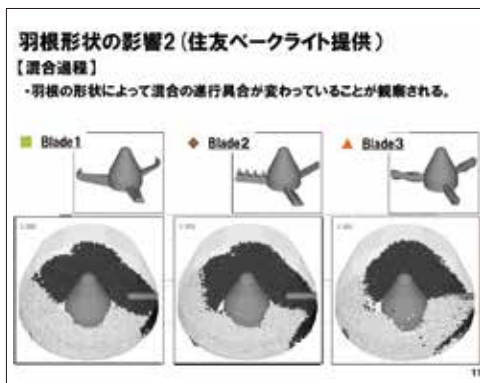 羽根形状の影響2(住友ベークライト提供)
【混合過程】
・羽根の形状によって混合の進行具合が変わっていることが観察される。
Blade1
Blade2
Blade3
11